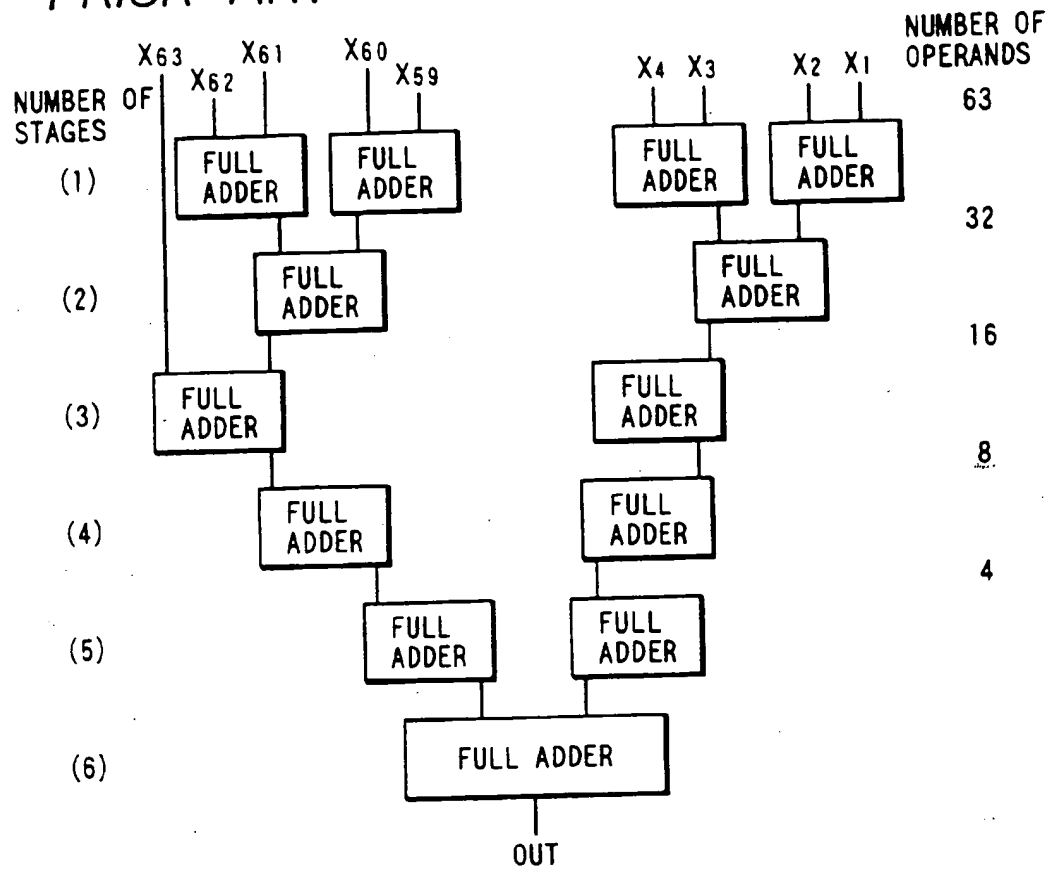 NUMBER OF
OPERANDS
X63 X62 X61 X60 X59 X4 X3 X2 X1
63
NUMBER OF
STAGES
(1)
FULL
ADDER
FULL
ADDER
FULL
ADDER
FULL
ADDER
32
(2)
FULL
ADDER
FULL
ADDER
16
(3)
FULL
ADDER
FULL
ADDER
8
(4)
FULL
ADDER
FULL
ADDER
4
(5)
FULL
ADDER
FULL
ADDER
(6)
FULL ADDER
OUT